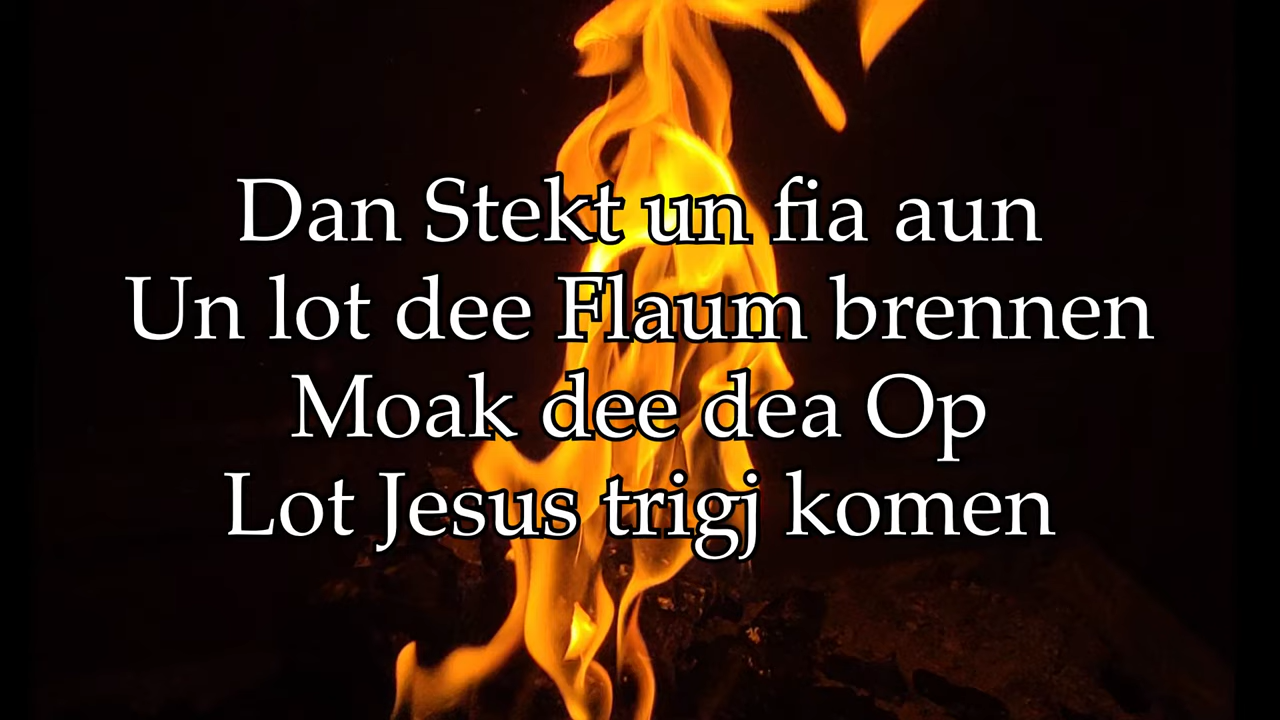 Dan Stekt un fia aun
Un lot dee Flaum brennen
Moak dee dea Op
Lot Jesus trigj komen